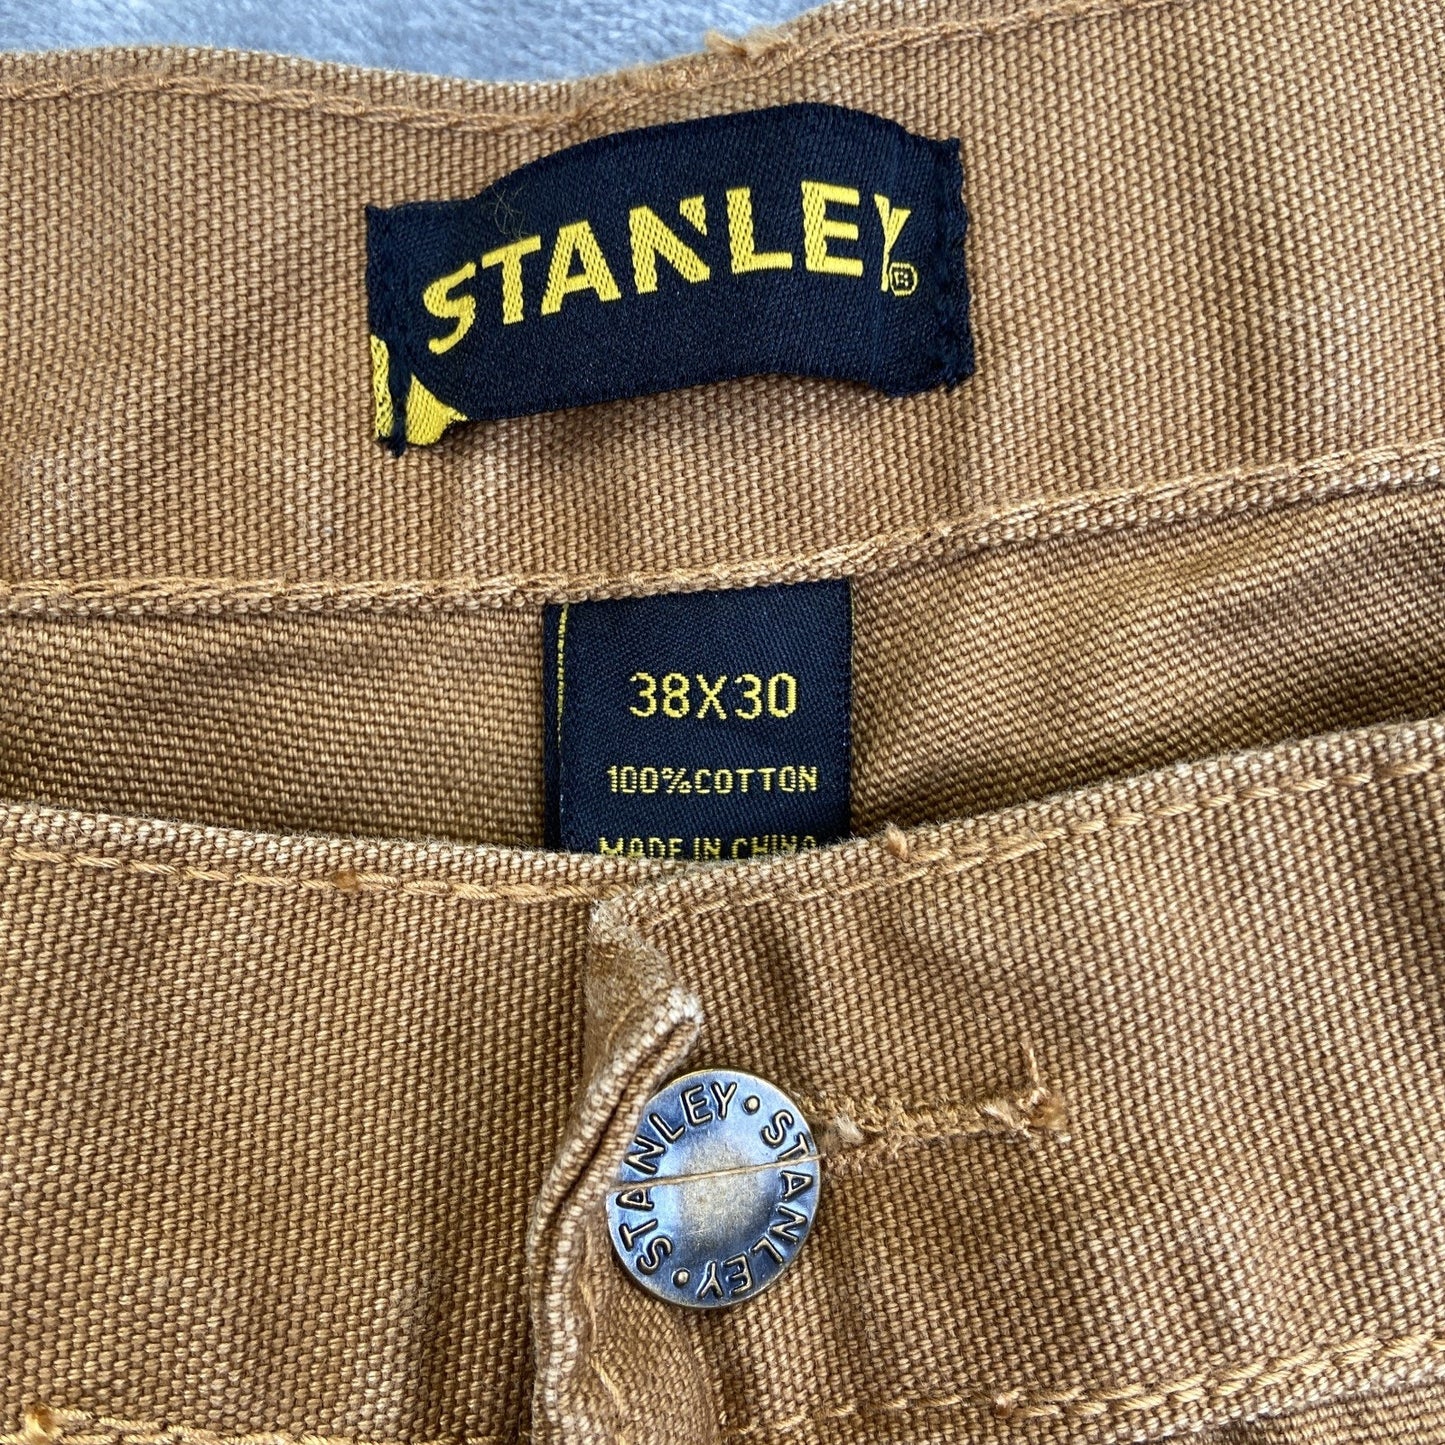 STANLEY®
38X30
100%COTTON
MADE IN CHINA
STANLEY • STANLEY •